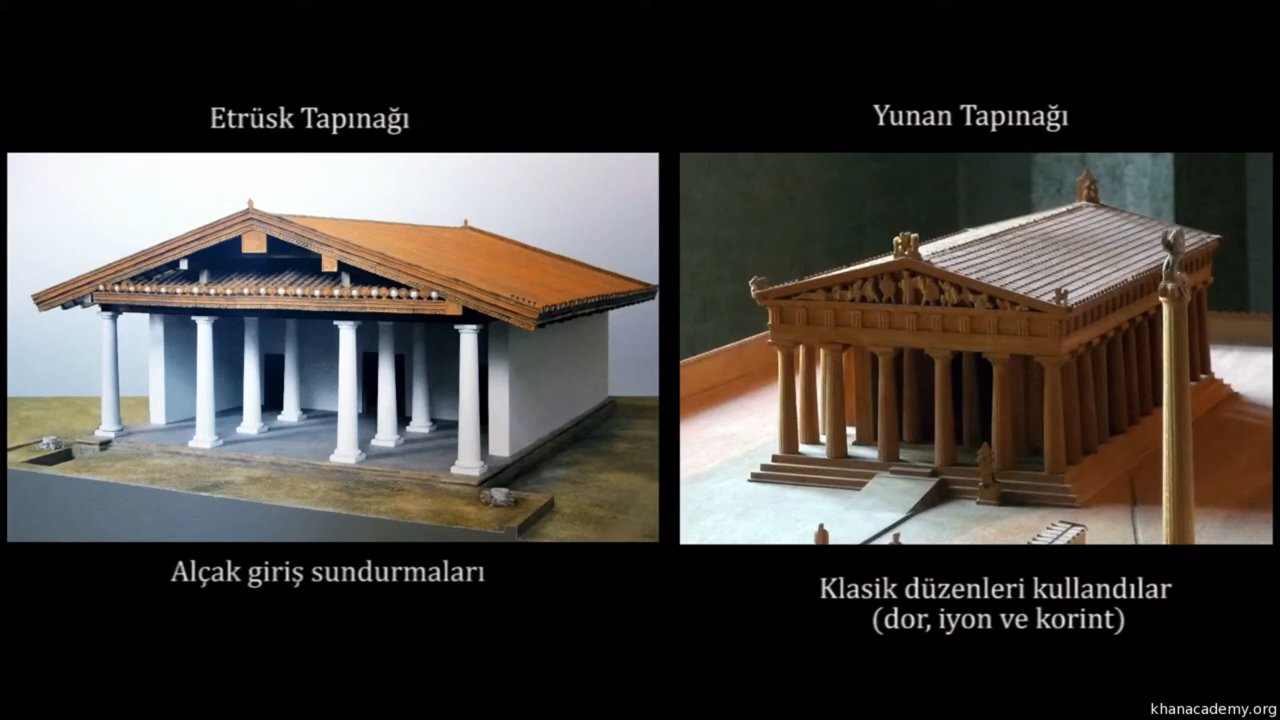 Etrüsk Tapınağı
Yunan Tapınağı
Alçak giriş sundurmaları
Klasik düzenleri kullandılar
(dor, iyon ve korint)
khanacademy.org